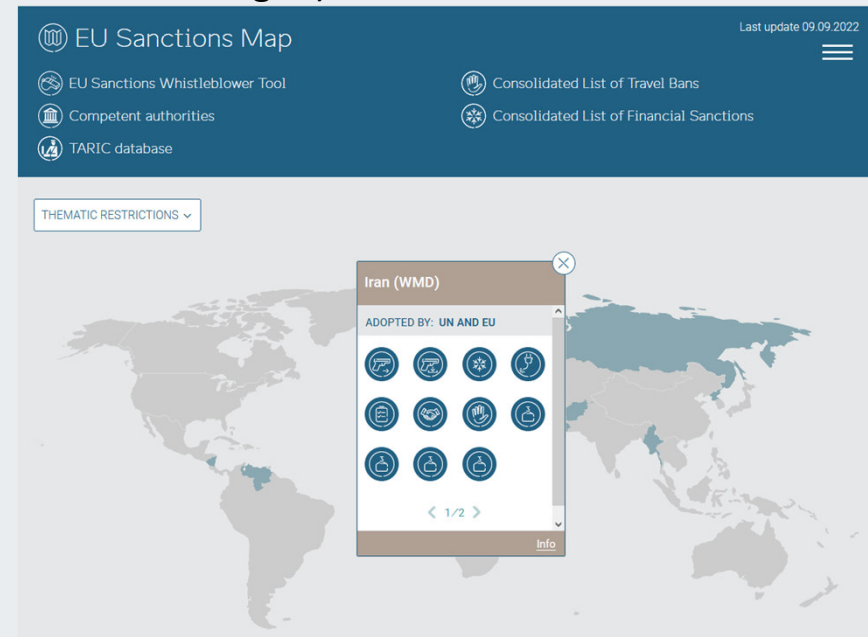 EU Sanctions Map
Last update 09.09.2022
EU Sanctions Whistleblower Tool
Consolidated List of Travel Bans
Competent authorities
Consolidated List of Financial Sanctions
TARIC database
THEMATIC RESTRICTIONS
Iran (WMD)
ADOPTED BY: UN AND EU
1/2
Info